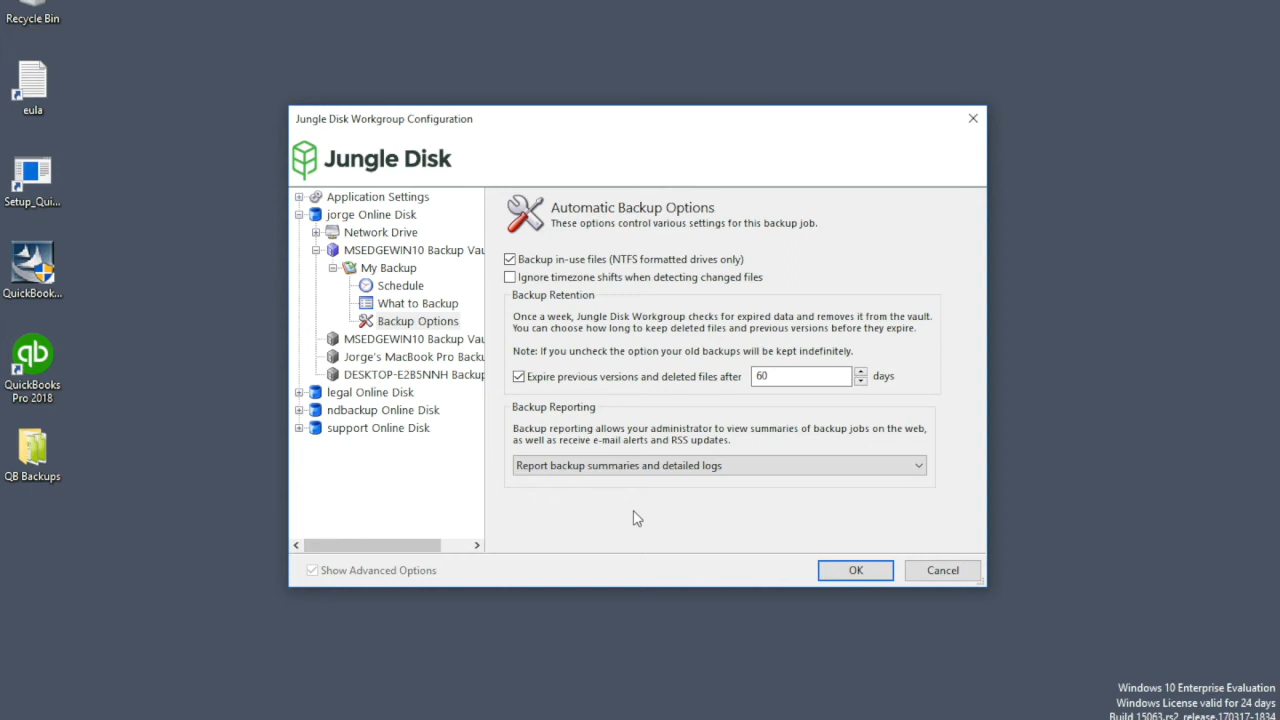 Recycle Bin
eula
Setup_Qui...
QuickBook...
QuickBooks
Pro 2018
QB Backups
Jungle Disk Workgroup Configuration
Jungle Disk
Application Settings
jorge Online Disk
Network Drive
MSEDGEWIN10 Backup Vau
My Backup
Schedule
What to Backup
Backup Options
MSEDGEWIN10 Backup Vau
Jorge's MacBook Pro Backu
DESKTOP-E2B5NNH Backup
legal Online Disk
ndbackup Online Disk
support Online Disk
Automatic Backup Options
These options control various settings for this backup job.
Backup in-use files (NTFS formatted drives only)
Ignore timezone shifts when detecting changed files
Backup Retention
Once a week, Jungle Disk Workgroup checks for expired data and removes it from the vault.
You can choose how long to keep deleted files and previous versions before they expire.
Note: If you uncheck the option your old backups will be kept indefinitely.
Expire previous versions and deleted files after 60 days
Backup Reporting
Backup reporting allows your administrator to view summaries of backup jobs on the web,
as well as receive e-mail alerts and RSS updates.
Report backup summaries and detailed logs
Show Advanced Options
OK
Cancel
qb
Windows 10 Enterprise Evaluation
Windows License valid for 24 days
Build 15063.rs2_release.170317-1834